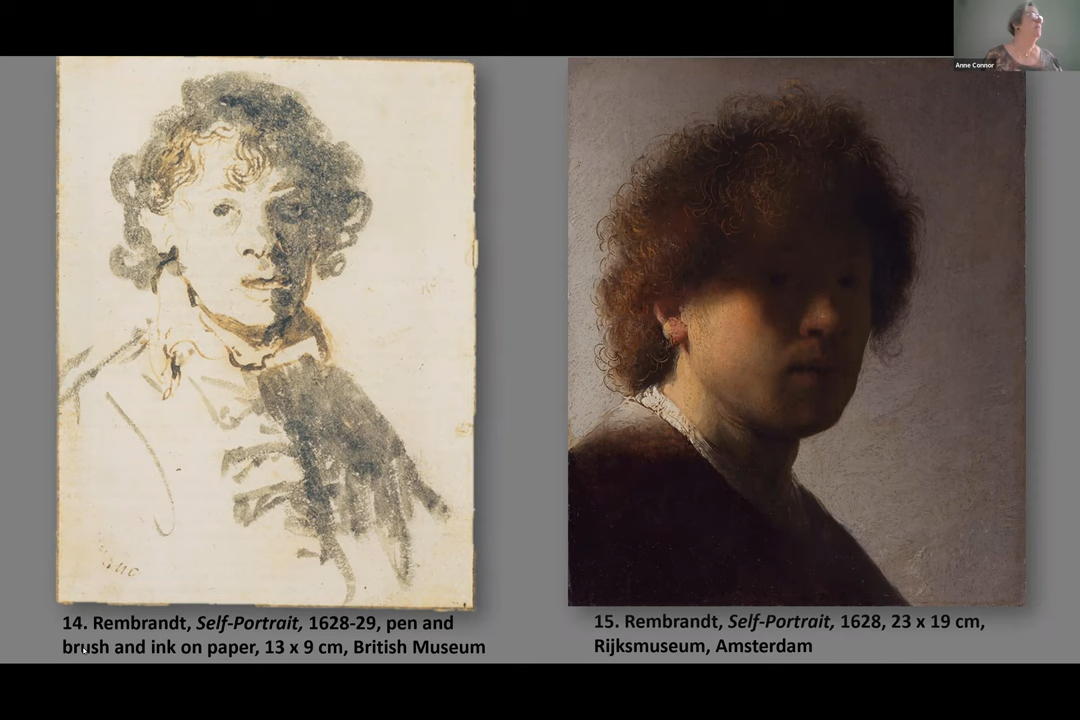 Anne Connor
14. Rembrandt, Self-Portrait, 1628-29, pen and
brush and ink on paper, 13 x 9 cm, British Museum
15. Rembrandt, Self-Portrait, 1628, 23 x 19 cm,
Rijksmuseum, Amsterdam